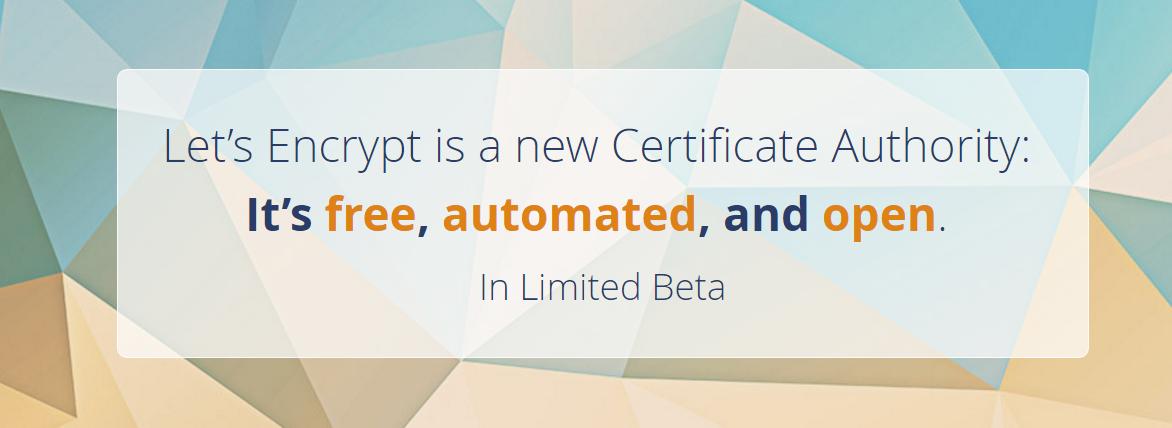 Let’s Encrypt is a new Certificate Authority:
It’s free, automated, and open.
In Limited Beta